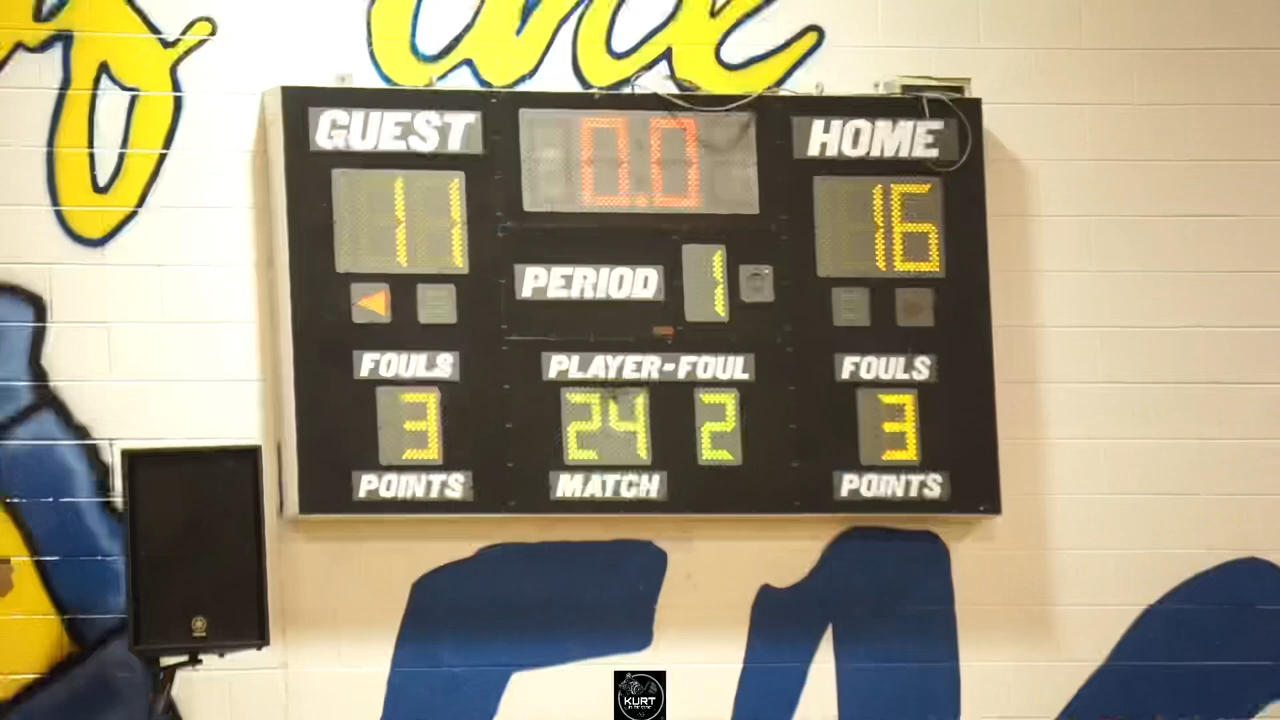 the
GUEST
0.0
HOME
11
16
PERIOD 1
FOULS
PLAYER-FOUL
FOULS
3
24 2
3
POINTS
MATCH
POINTS
KURT